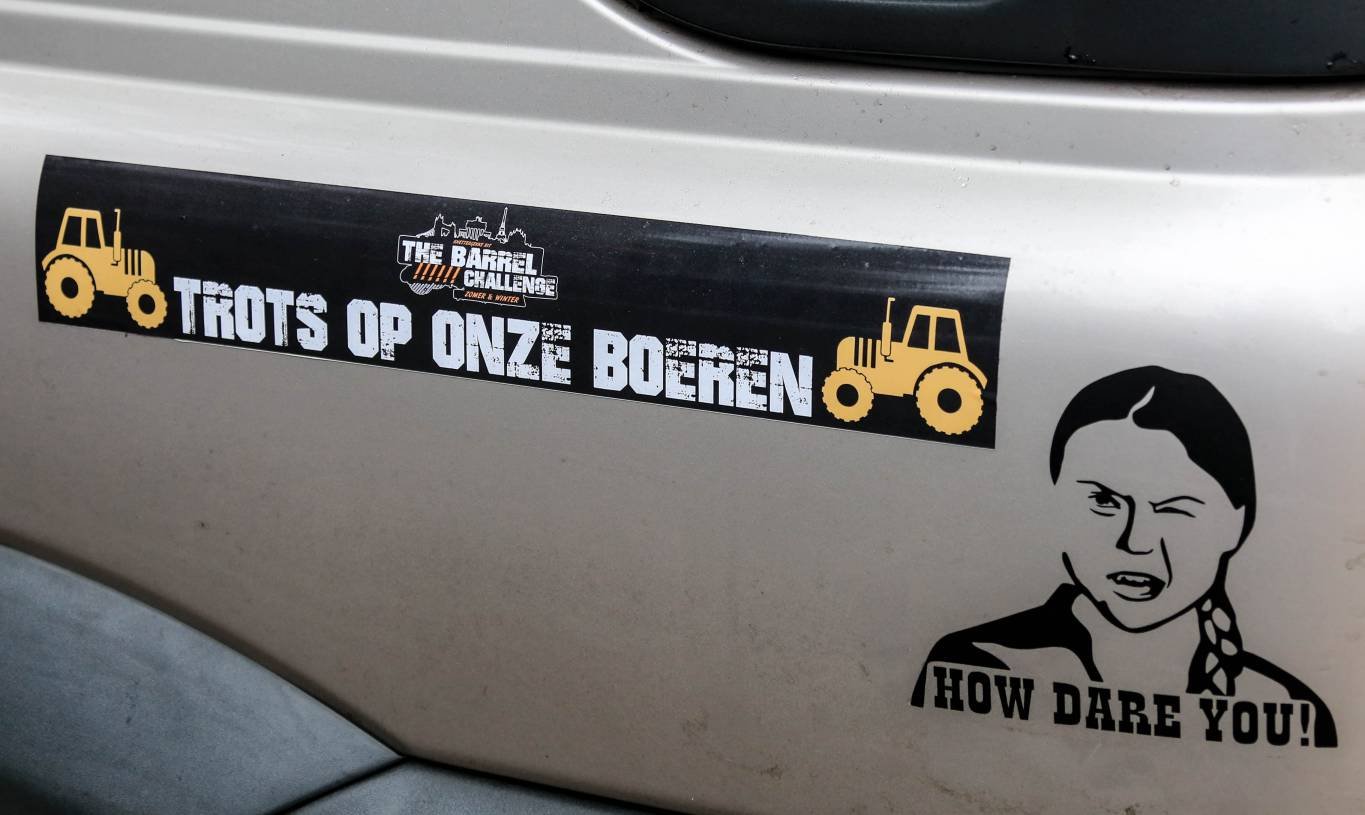 THE BARREL
!!!!!!! CHALLENGE
ZOMER & WINTER
TROTS OP ONZE BOEREN
HOW DARE YOU!